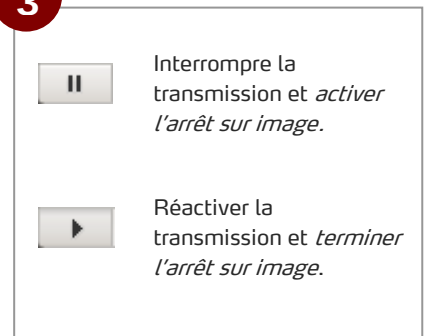 3
Interrompre la
transmission et activer
l'arrêt sur image.
Réactiver la
transmission et terminer
l'arrêt sur image.